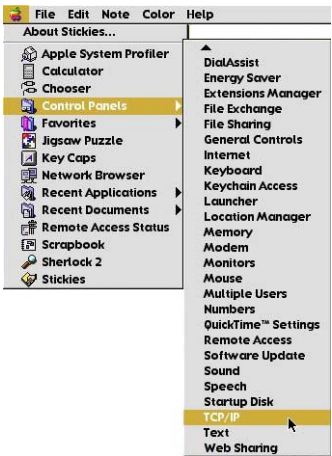 File Edit Note Color Help
About Stickies...
Apple System Profiler
Calculator
Chooser
Control Panels
Favorites
Jigsaw Puzzle
Key Caps
Network Browser
Recent Applications
Recent Documents
Remote Access Status
Scrapbook
Sherlock 2
Stickies
DialAssist
Energy Saver
Extensions Manager
File Exchange
File Sharing
General Controls
Internet
Keyboard
Keychain Access
Launcher
Location Manager
Memory
Modem
Monitors
Mouse
Multiple Users
Numbers
QuickTime™ Settings
Remote Access
Software Update
Sound
Speech
Startup Disk
TCP/IP
Text
Web Sharing